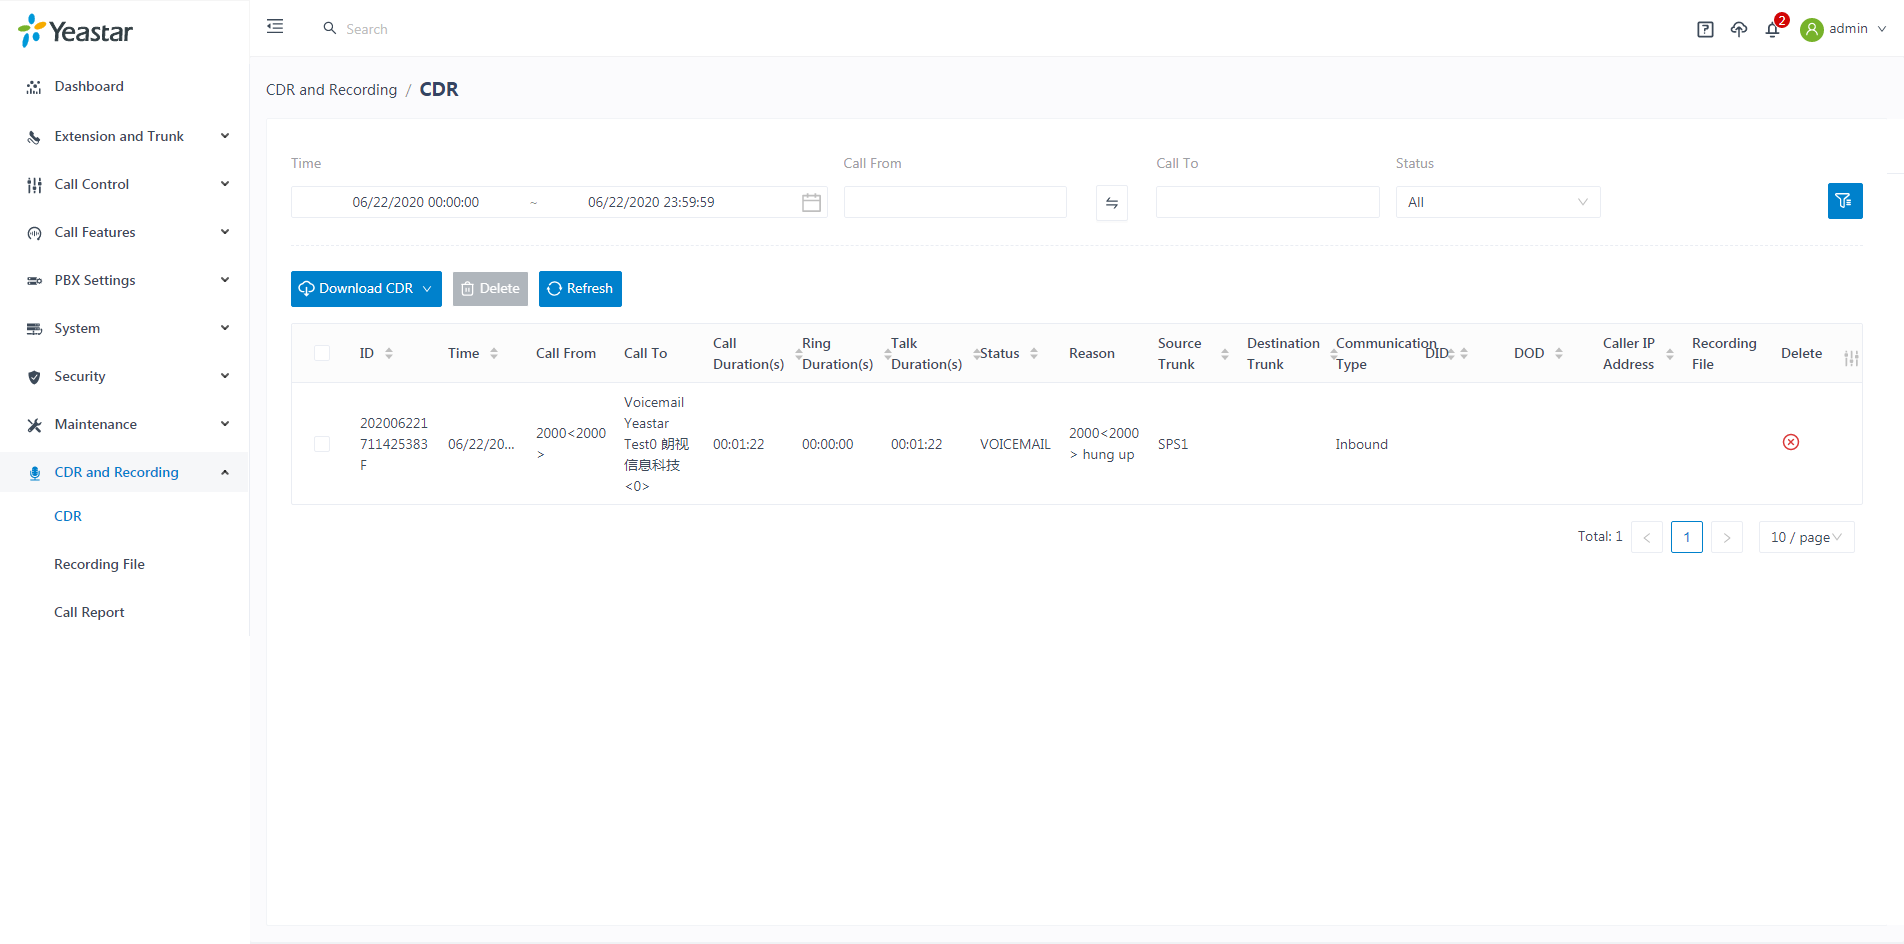 Yeastar
Search
2
admin
Dashboard
Extension and Trunk
Call Control
Call Features
PBX Settings
System
Security
Maintenance
CDR and Recording
CDR
Recording File
Call Report
CDR and Recording / CDR
Time
Call From
Call To
Status
06/22/2020 00:00:00 ~ 06/22/2020 23:59:59
All
Download CDR
Delete
Refresh
ID
Time
Call From
Call To
Call
Duration(s)
Ring
Duration(s)
Talk
Duration(s)
Status
Reason
Source
Trunk
Destination
Trunk
Communication
Type
DID
DOD
Caller IP
Address
Recording
File
Delete
202006221
711425383
F
06/22/20...
2000<2000
>
Voicemail
Yeastar
Test0 朗视
信息科技
<0>
00:01:22
00:00:00
00:01:22
VOICEMAIL
2000<2000
> hung up
SPS1
Inbound
Total: 1
<
1
>
10 / page